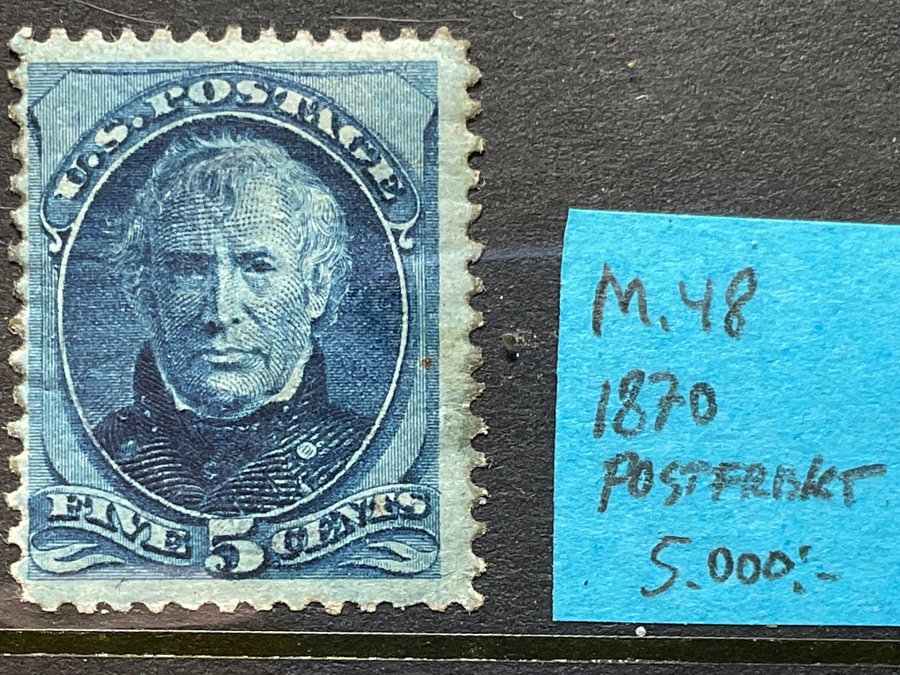 U.S. POSTAGE
FIVE 5 CENTS
M.48
1870
POSTFRISKT
5.000:-